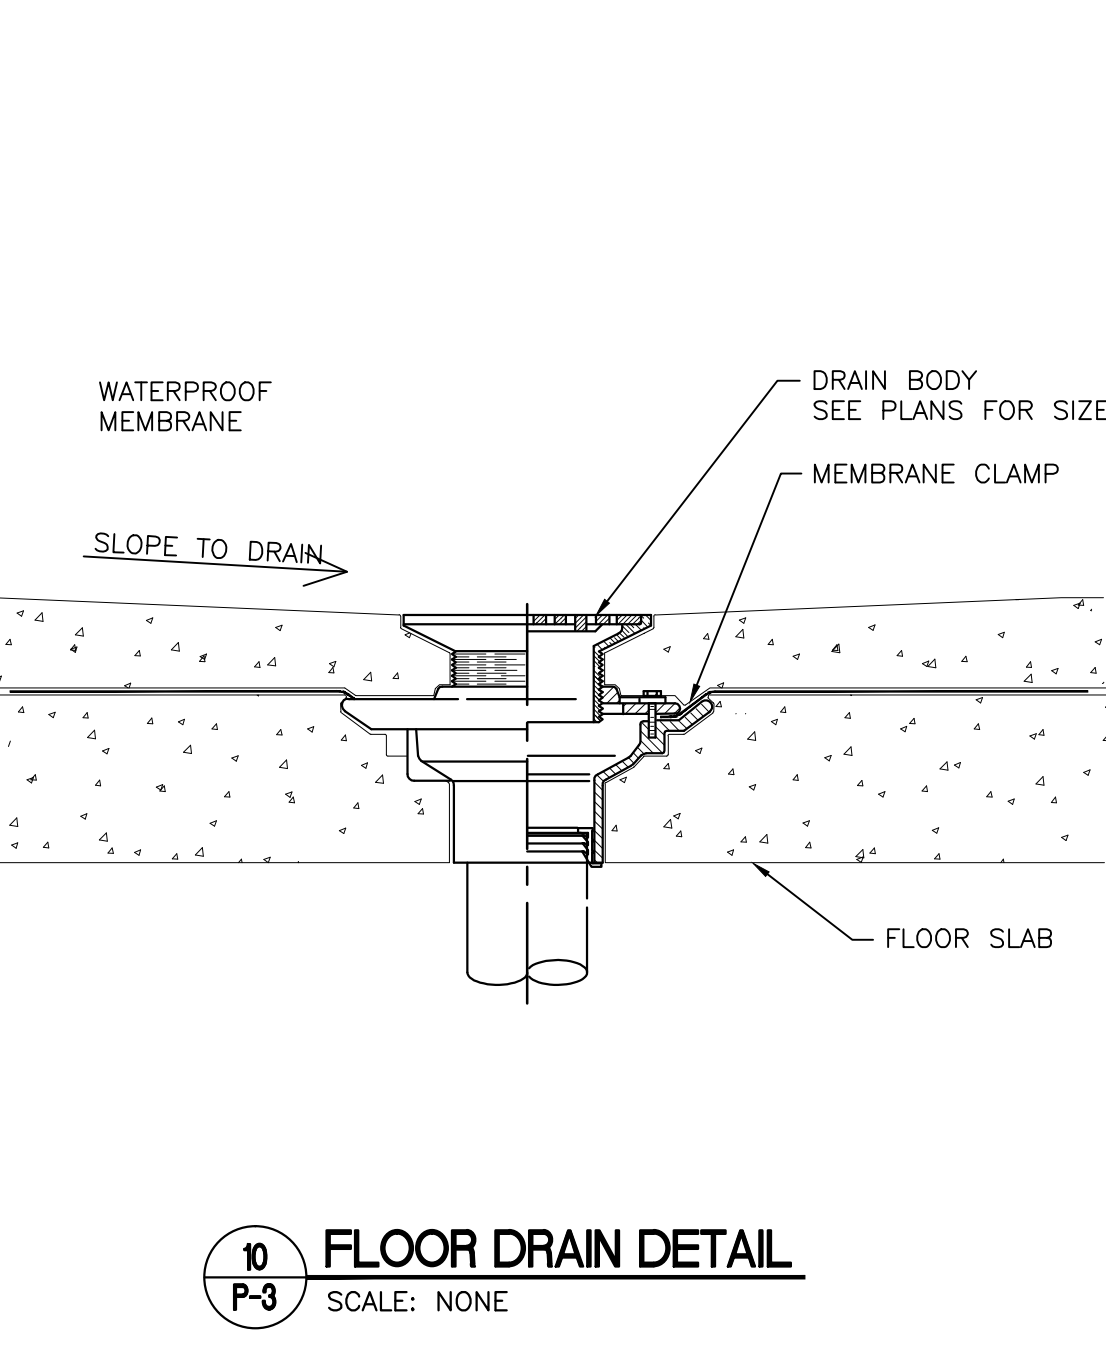 WATERPROOF
MEMBRANE
DRAIN BODY
SEE PLANS FOR SIZE
MEMBRANE CLAMP
SLOPE TO DRAIN
FLOOR SLAB
10
P-3
FLOOR DRAIN DETAIL
SCALE: NONE